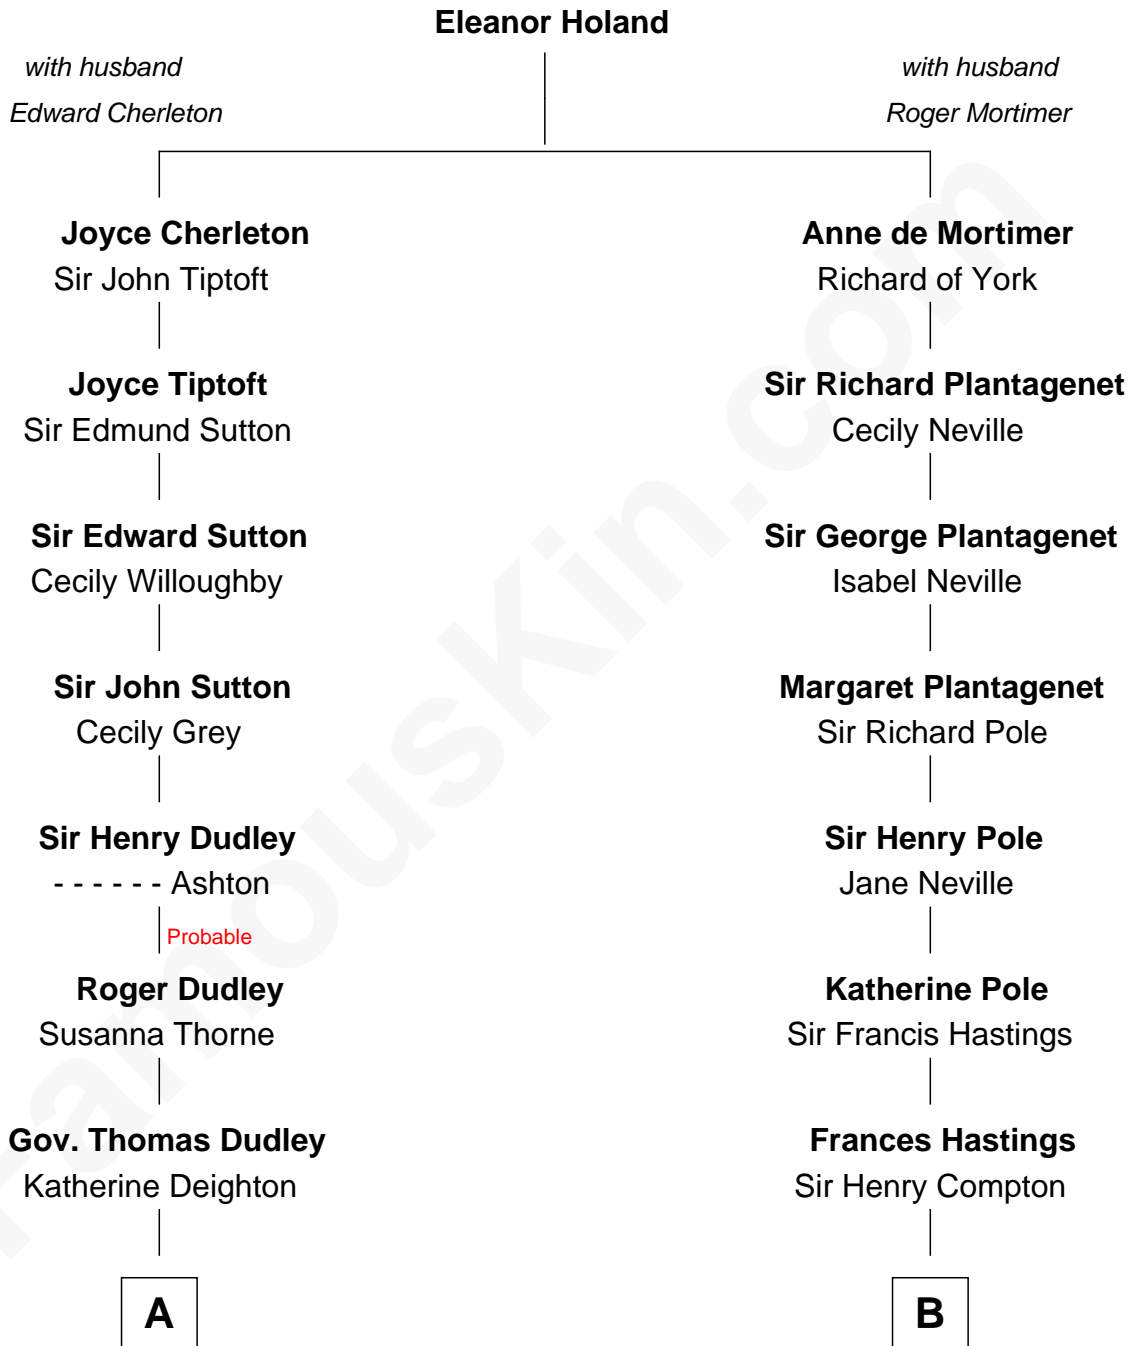 Eleanor Holand
with husband
Edward Cherleton
with husband
Roger Mortimer
Joyce Cherleton
Sir John Tiptoft
Anne de Mortimer
Richard of York
Joyce Tiptoft
Sir Edmund Sutton
Sir Richard Plantagenet
Cecily Neville
Sir Edward Sutton
Cecily Willoughby
Sir George Plantagenet
Isabel Neville
Sir John Sutton
Cecily Grey
Margaret Plantagenet
Sir Richard Pole
Sir Henry Dudley
- - - - - - Ashton
Probable
Sir Henry Pole
Jane Neville
Roger Dudley
Susanna Thorne
Katherine Pole
Sir Francis Hastings
Gov. Thomas Dudley
Katherine Deighton
Frances Hastings
Sir Henry Compton
A
B
FamousKin.com